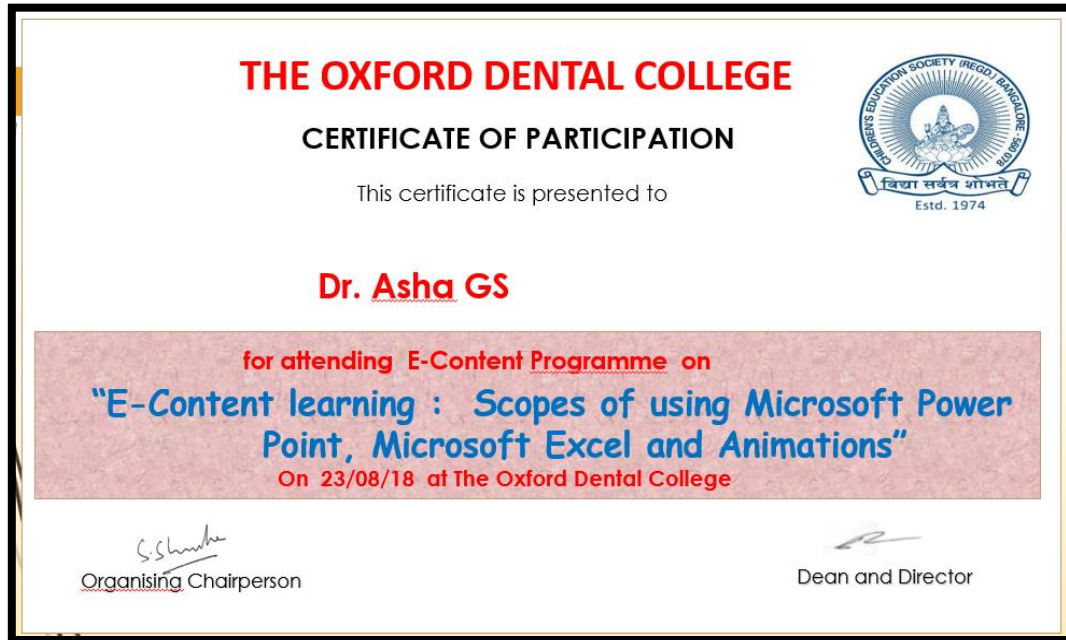 THE OXFORD DENTAL COLLEGE
CERTIFICATE OF PARTICIPATION
This certificate is presented to
CHILDREN'S EDUCATION SOCIETY (REGD.) BANGALORE - 560 078
विद्या सर्वत्र शोभते
Estd. 1974
Dr. Asha GS
for attending E-Content Programme on
“E-Content learning : Scopes of using Microsoft Power
Point, Microsoft Excel and Animations”
On 23/08/18 at The Oxford Dental College
Organising Chairperson
Dean and Director